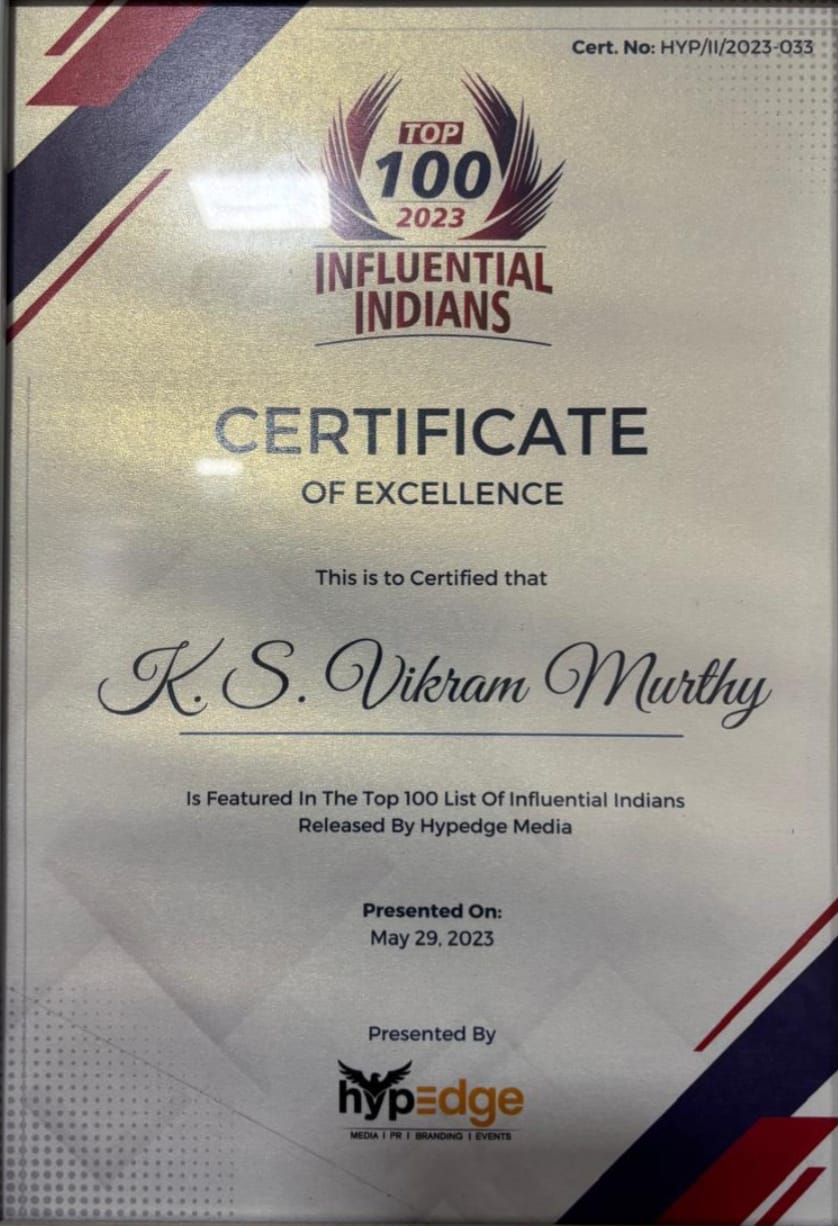 Cert. No: HYP/II/2023-033
TOP
100
2023
INFLUENTIAL
INDIANS
CERTIFICATE
OF EXCELLENCE
This is to Certified that
K. S. Vikram Murthy
Is Featured In The Top 100 List Of Influential Indians
Released By Hypedge Media
Presented On:
May 29, 2023
Presented By
hypEdge
MEDIA I PR I BRANDING I EVENTS